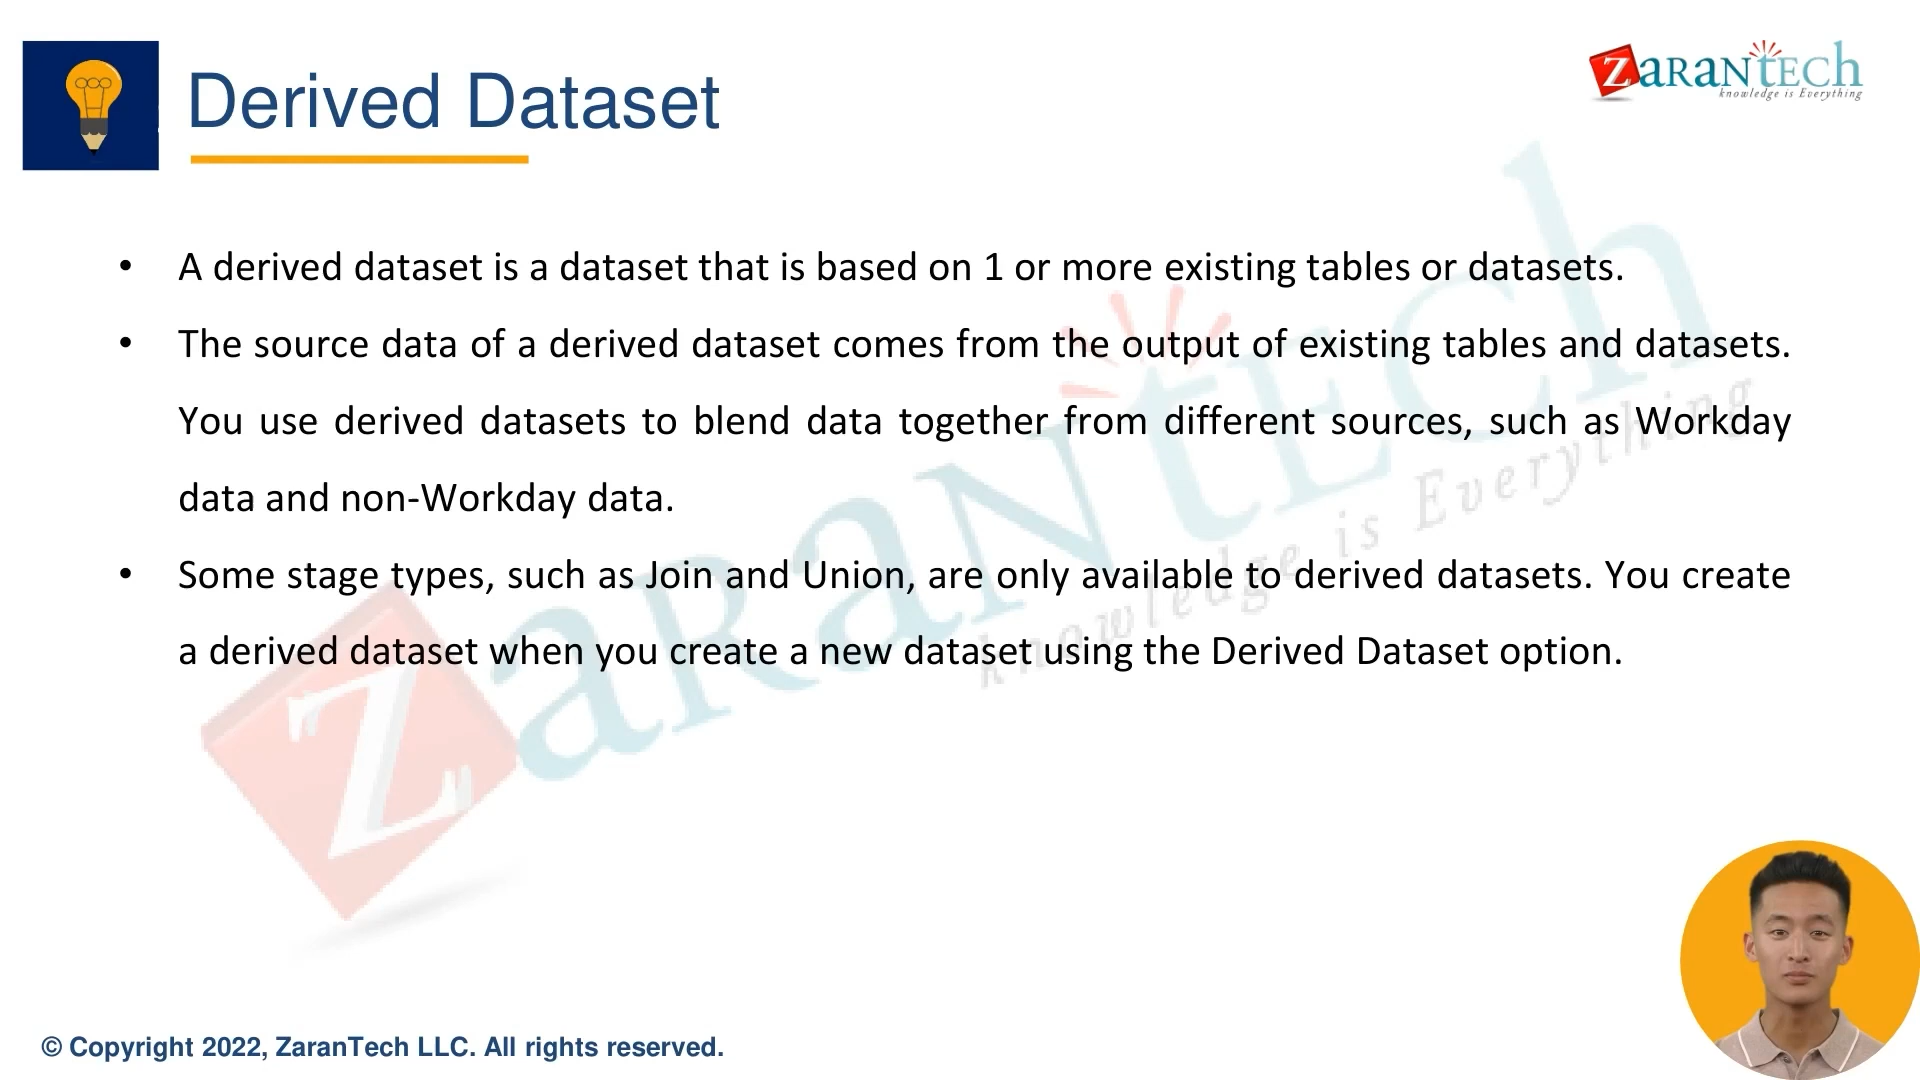 Derived Dataset
ZaranTech
knowledge is Everything
• A derived dataset is a dataset that is based on 1 or more existing tables or datasets.
• The source data of a derived dataset comes from the output of existing tables and datasets.
You use derived datasets to blend data together from different sources, such as Workday
data and non-Workday data.
• Some stage types, such as Join and Union, are only available to derived datasets. You create
a derived dataset when you create a new dataset using the Derived Dataset option.
ZaranTech
knowledge is Everything
© Copyright 2022, ZaranTech LLC. All rights reserved.